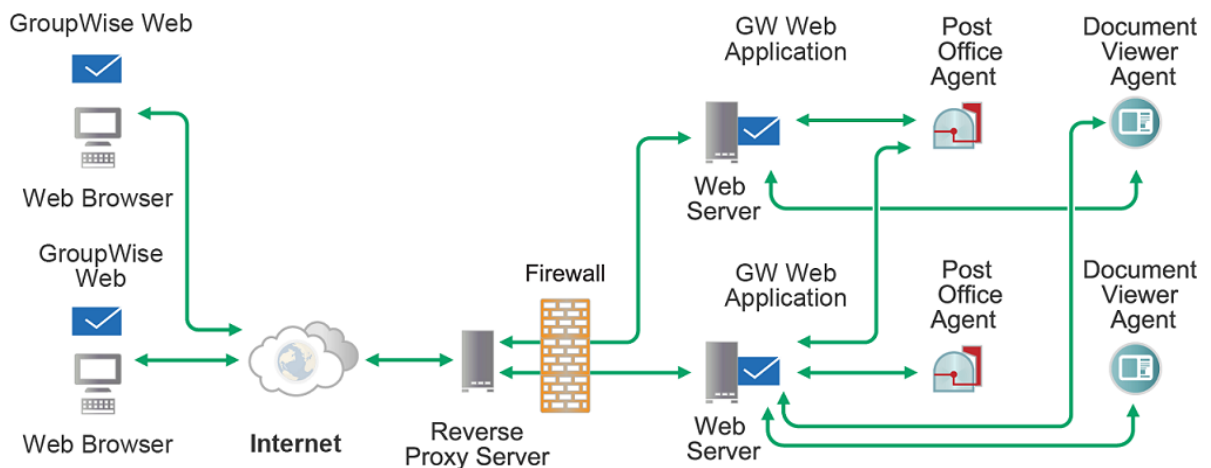 GroupWise Web
Web Browser
GroupWise
Web
Web Browser
Internet
Reverse
Proxy Server
Firewall
GW Web
Application
Web
Server
Post
Office
Agent
Document
Viewer
Agent
GW Web
Application
Web
Server
Post
Office
Agent
Document
Viewer
Agent